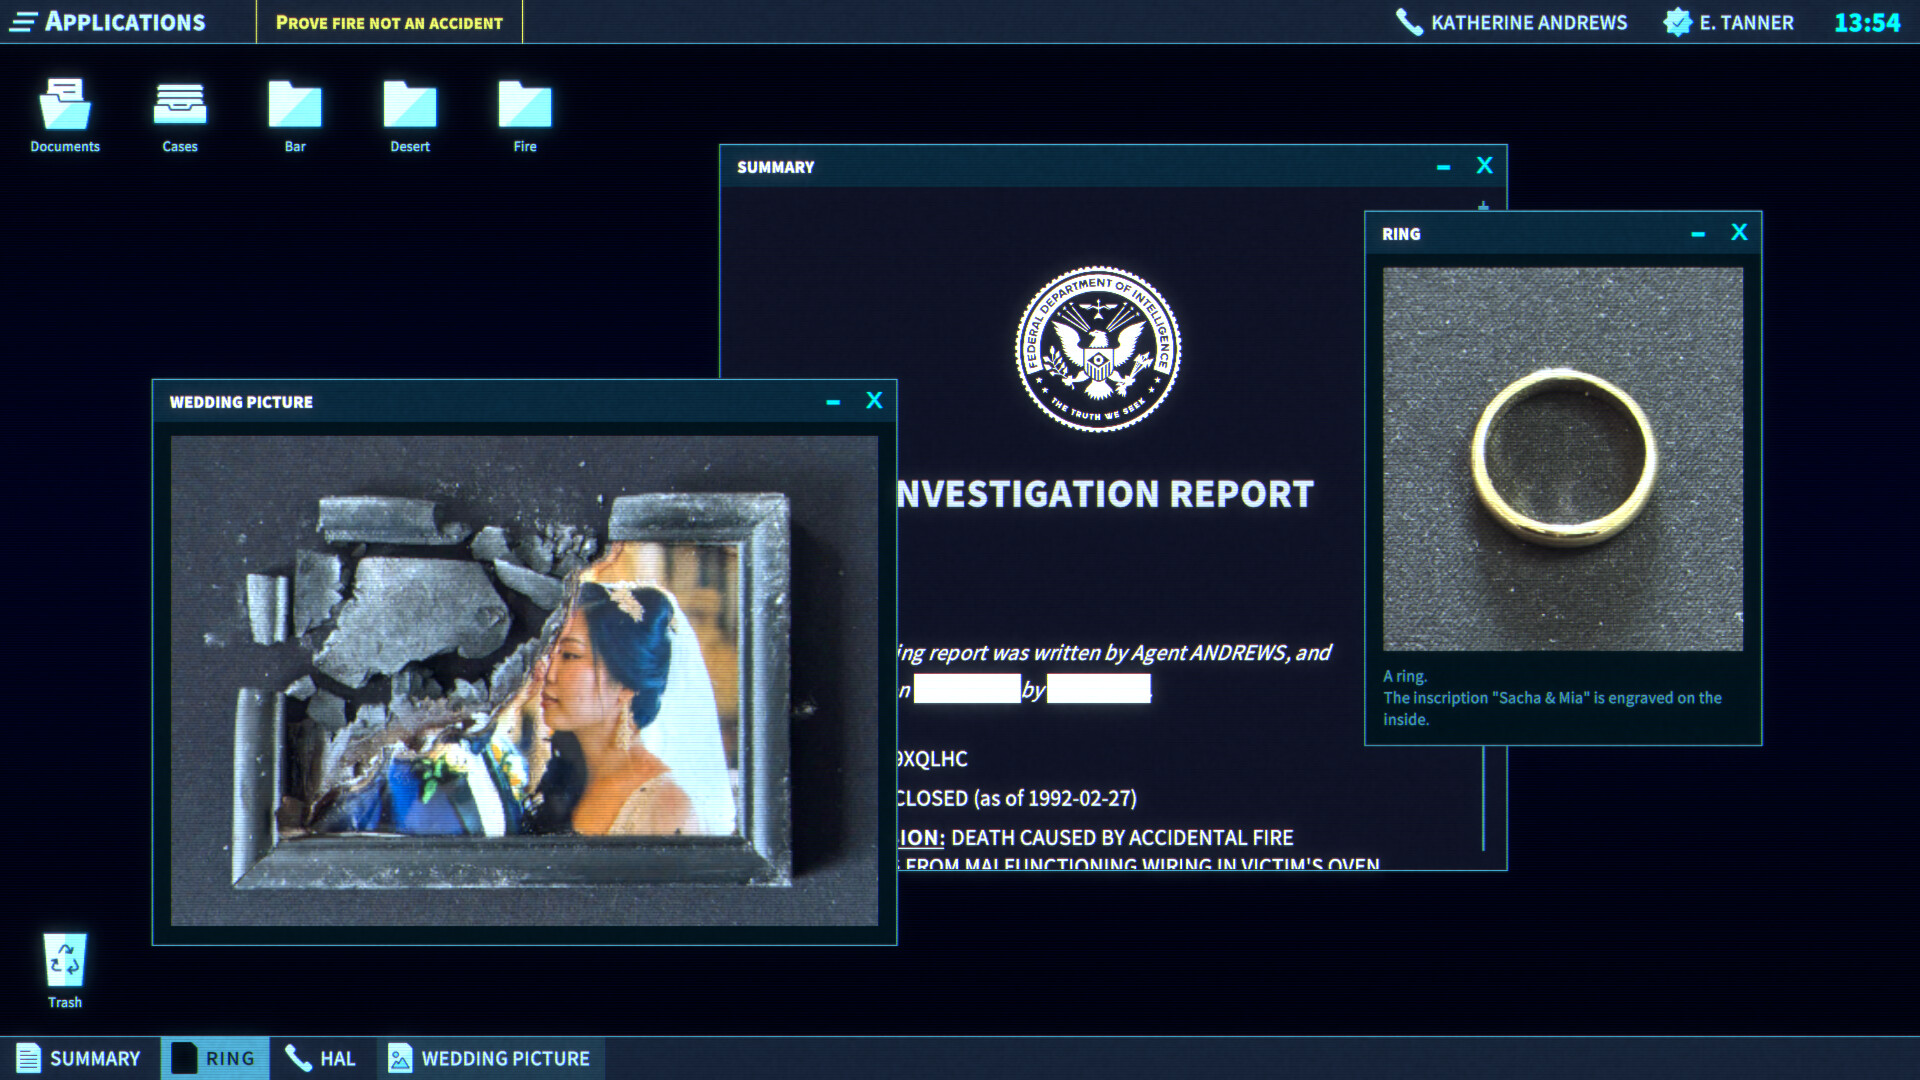 APPLICATIONS
PROVE FIRE NOT AN ACCIDENT
KATHERINE ANDREWS
E. TANNER
13:54
Documents
Cases
Bar
Desert
Fire
SUMMARY
X
FEDERAL DEPARTMENT OF INTELLIGENCE
THE TRUTH WE SEEK
NVESTIGATION REPORT
ing report was written by Agent ANDREWS, and
n by .
9XQLHC
CLOSED (as of 1992-02-27)
ION: DEATH CAUSED BY ACCIDENTAL FIRE
FROM MALFUNCTIONING WIRING IN VICTIM'S OVEN
RING
X
A ring.
The inscription "Sacha & Mia" is engraved on the
inside.
WEDDING PICTURE
X
Trash
SUMMARY
RING
HAL
WEDDING PICTURE